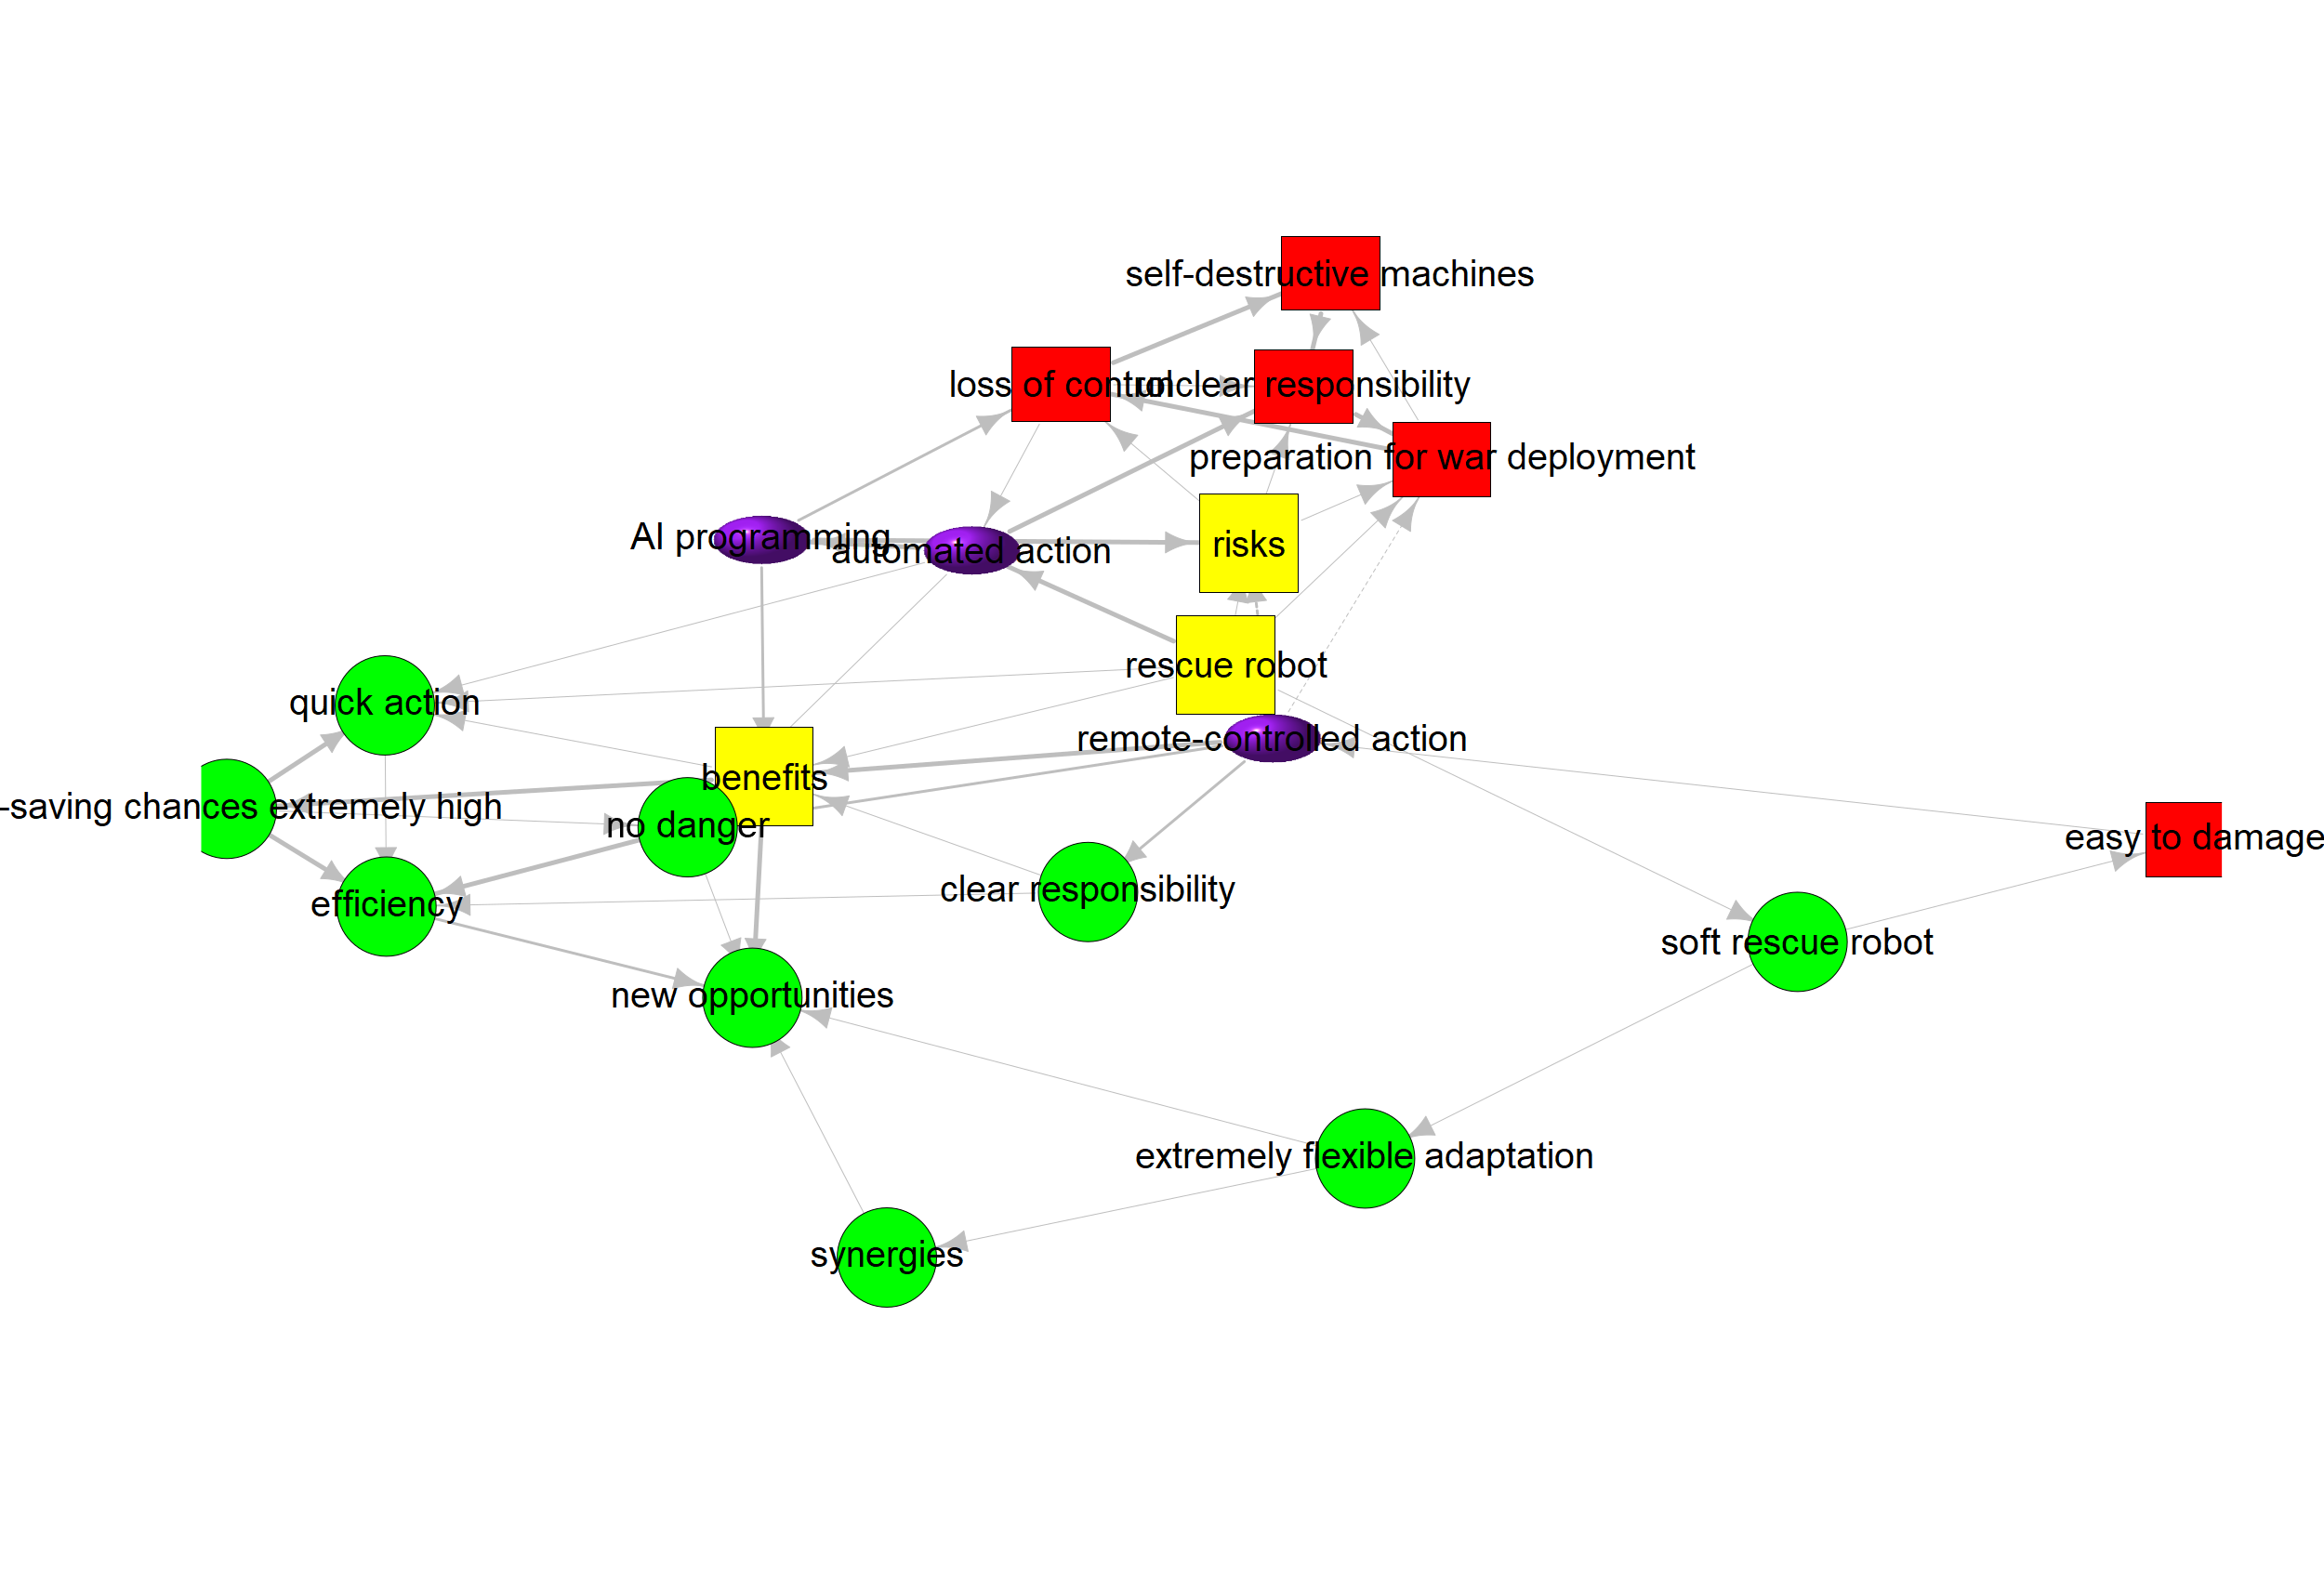 self-destructive machines
loss of control
unclear responsibility
preparation for war deployment
AI programming
automated action
risks
rescue robot
quick action
remote-controlled action
benefits
-saving chances extremely high
no danger
easy to damage
clear responsibility
efficiency
soft rescue robot
new opportunities
extremely flexible adaptation
synergies